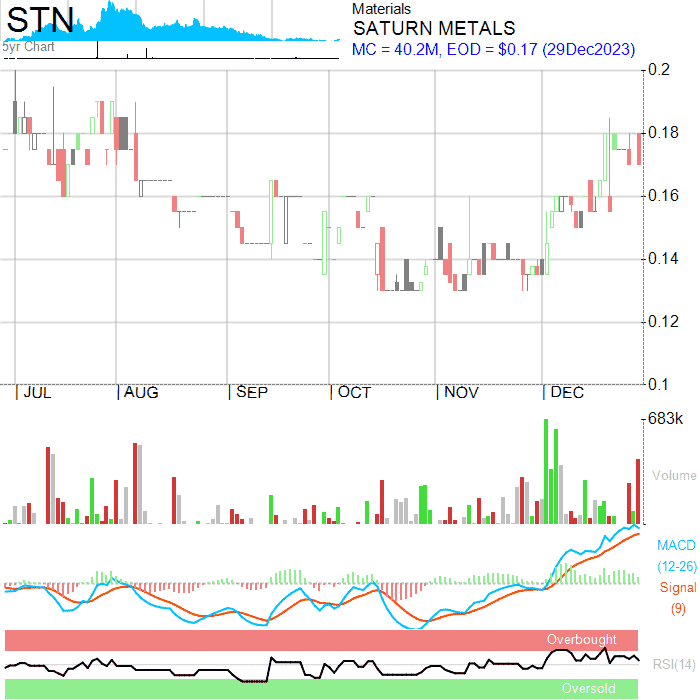 STN
5yr Chart
Materials
SATURN METALS
MC = 40.2M, EOD = $0.17 (29Dec2023)
0.2
0.18
0.16
0.14
0.12
0.1
JUL AUG SEP OCT NOV DEC
683k
Volume
MACD
(12-26)
Signal
(9)
Overbought
RSI(14)
Oversold